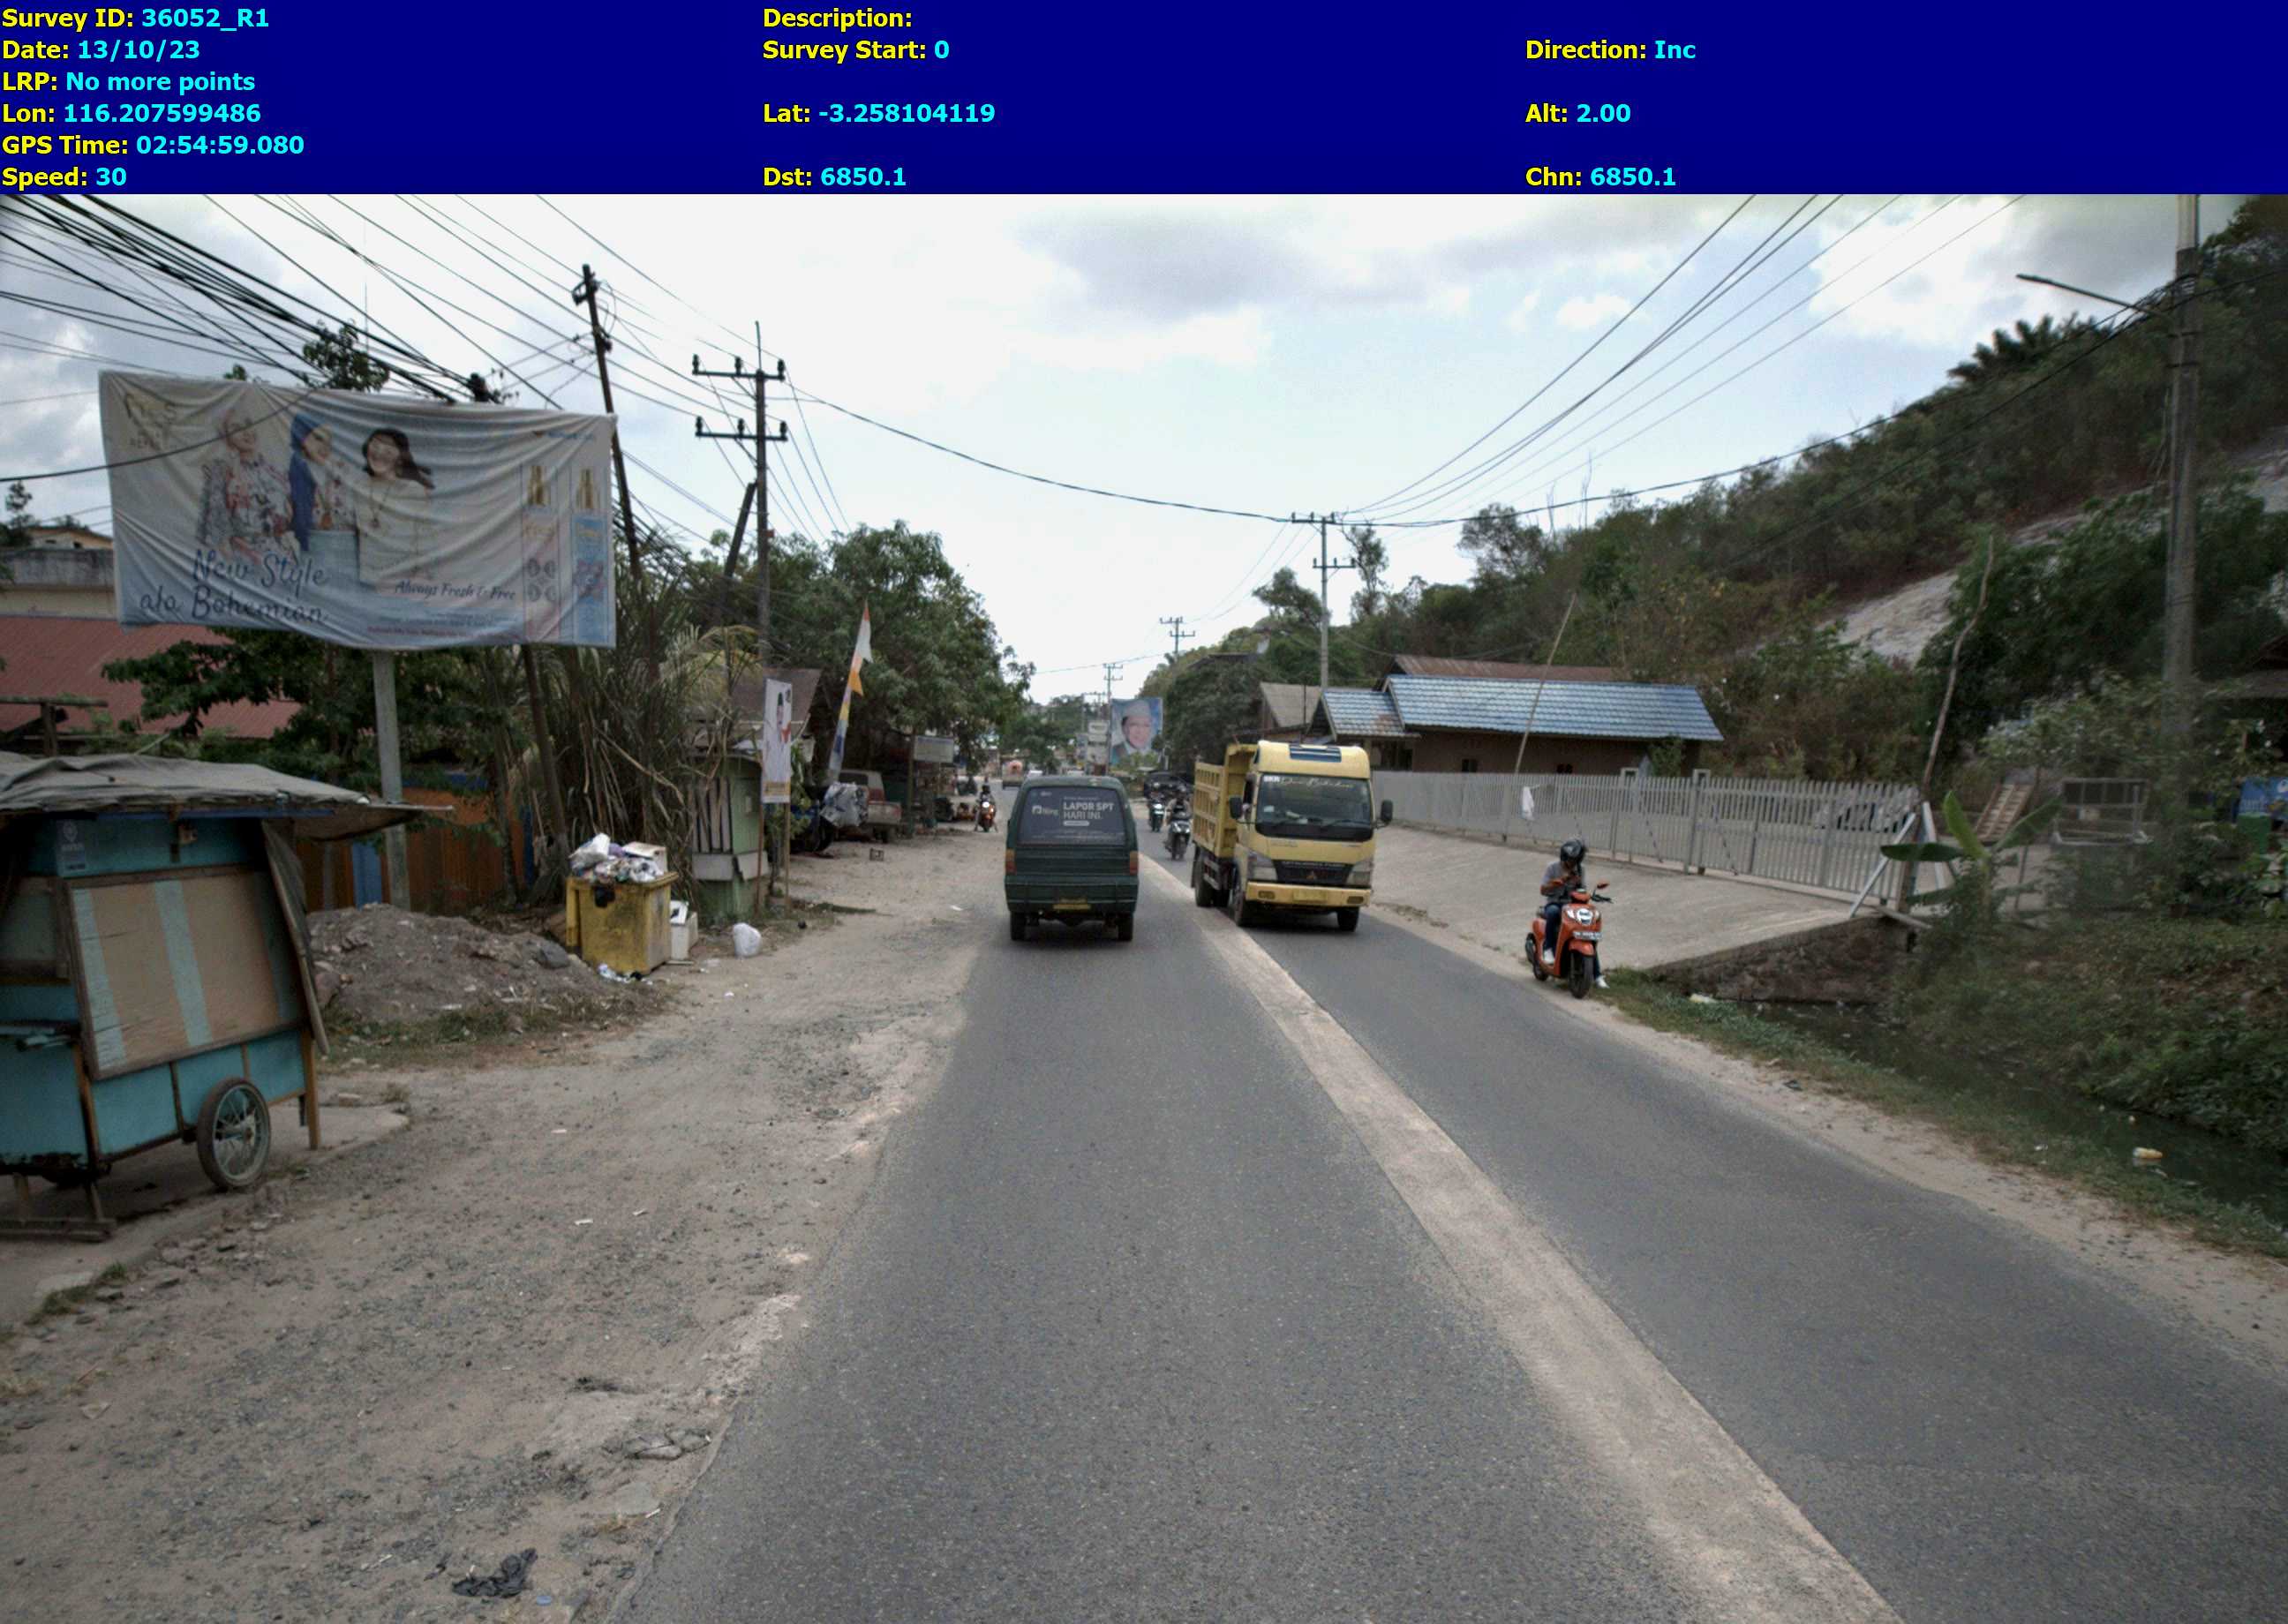 Survey ID: 36052_R1
Description:
Date: 13/10/23
Survey Start: 0
Direction: Inc
LRP: No more points
Lon: 116.207599486
Lat: -3.258104119
Alt: 2.00
GPS Time: 02:54:59.080
Speed: 30
Dst: 6850.1
Chn: 6850.1
New Style
ala Bohemian
Always Fresh & Free
LAPOR SPT
HARI INI.